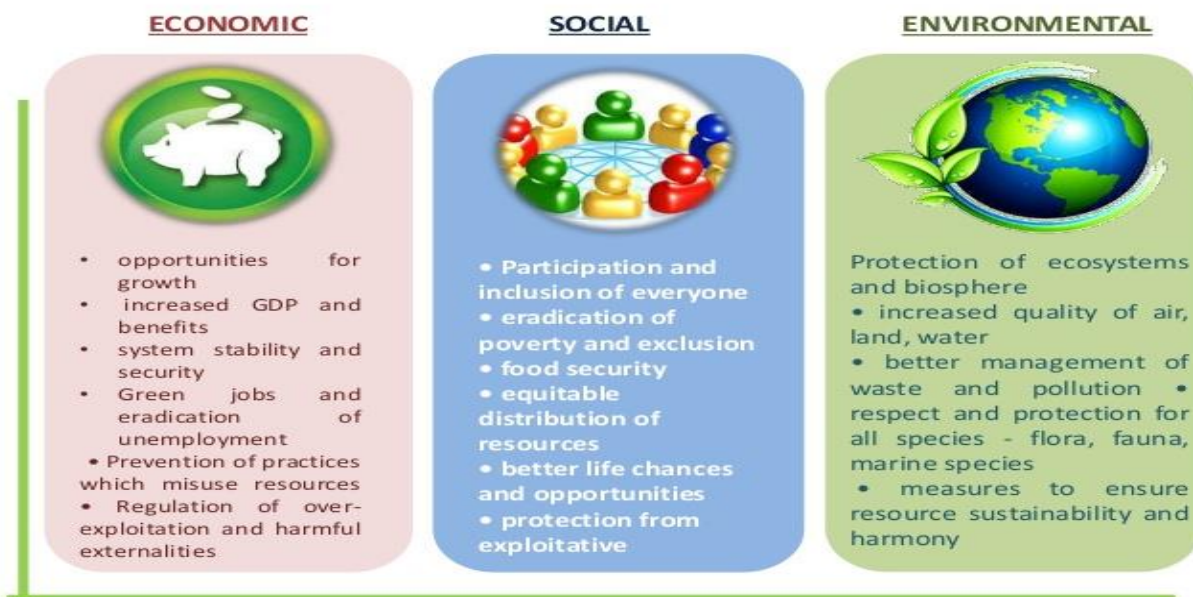 ECONOMIC
• opportunities for
growth
• increased GDP and
benefits
• system stability and
security
• Green jobs and
eradication of
unemployment
• Prevention of practices
which misuse resources
• Regulation of over-
exploitation and harmful
externalities
SOCIAL
• Participation and
inclusion of everyone
• eradication of
poverty and exclusion
• food security
• equitable
distribution of
resources
• better life chances
and opportunities
• protection from
exploitative
ENVIRONMENTAL
Protection of ecosystems
and biosphere
• increased quality of air,
land, water
• better management of
waste and pollution •
respect and protection for
all species - flora, fauna,
marine species
• measures to ensure
resource sustainability and
harmony